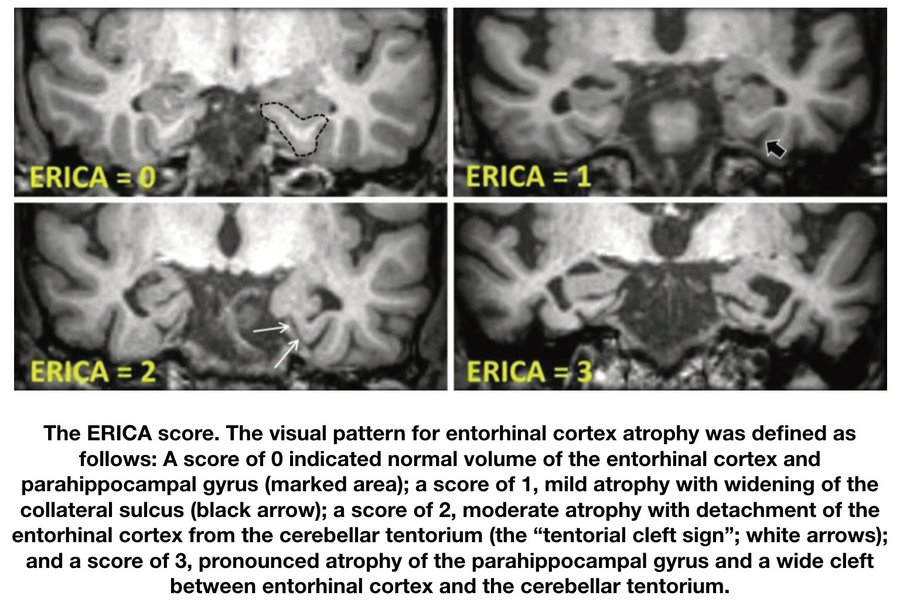 ERICA = 0
ERICA = 1
ERICA = 2
ERICA = 3
The ERICA score. The visual pattern for entorhinal cortex atrophy was defined as
follows: A score of 0 indicated normal volume of the entorhinal cortex and
parahippocampal gyrus (marked area); a score of 1, mild atrophy with widening of the
collateral sulcus (black arrow); a score of 2, moderate atrophy with detachment of the
entorhinal cortex from the cerebellar tentorium (the “tentorial cleft sign”; white arrows);
and a score of 3, pronounced atrophy of the parahippocampal gyrus and a wide cleft
between entorhinal cortex and the cerebellar tentorium.